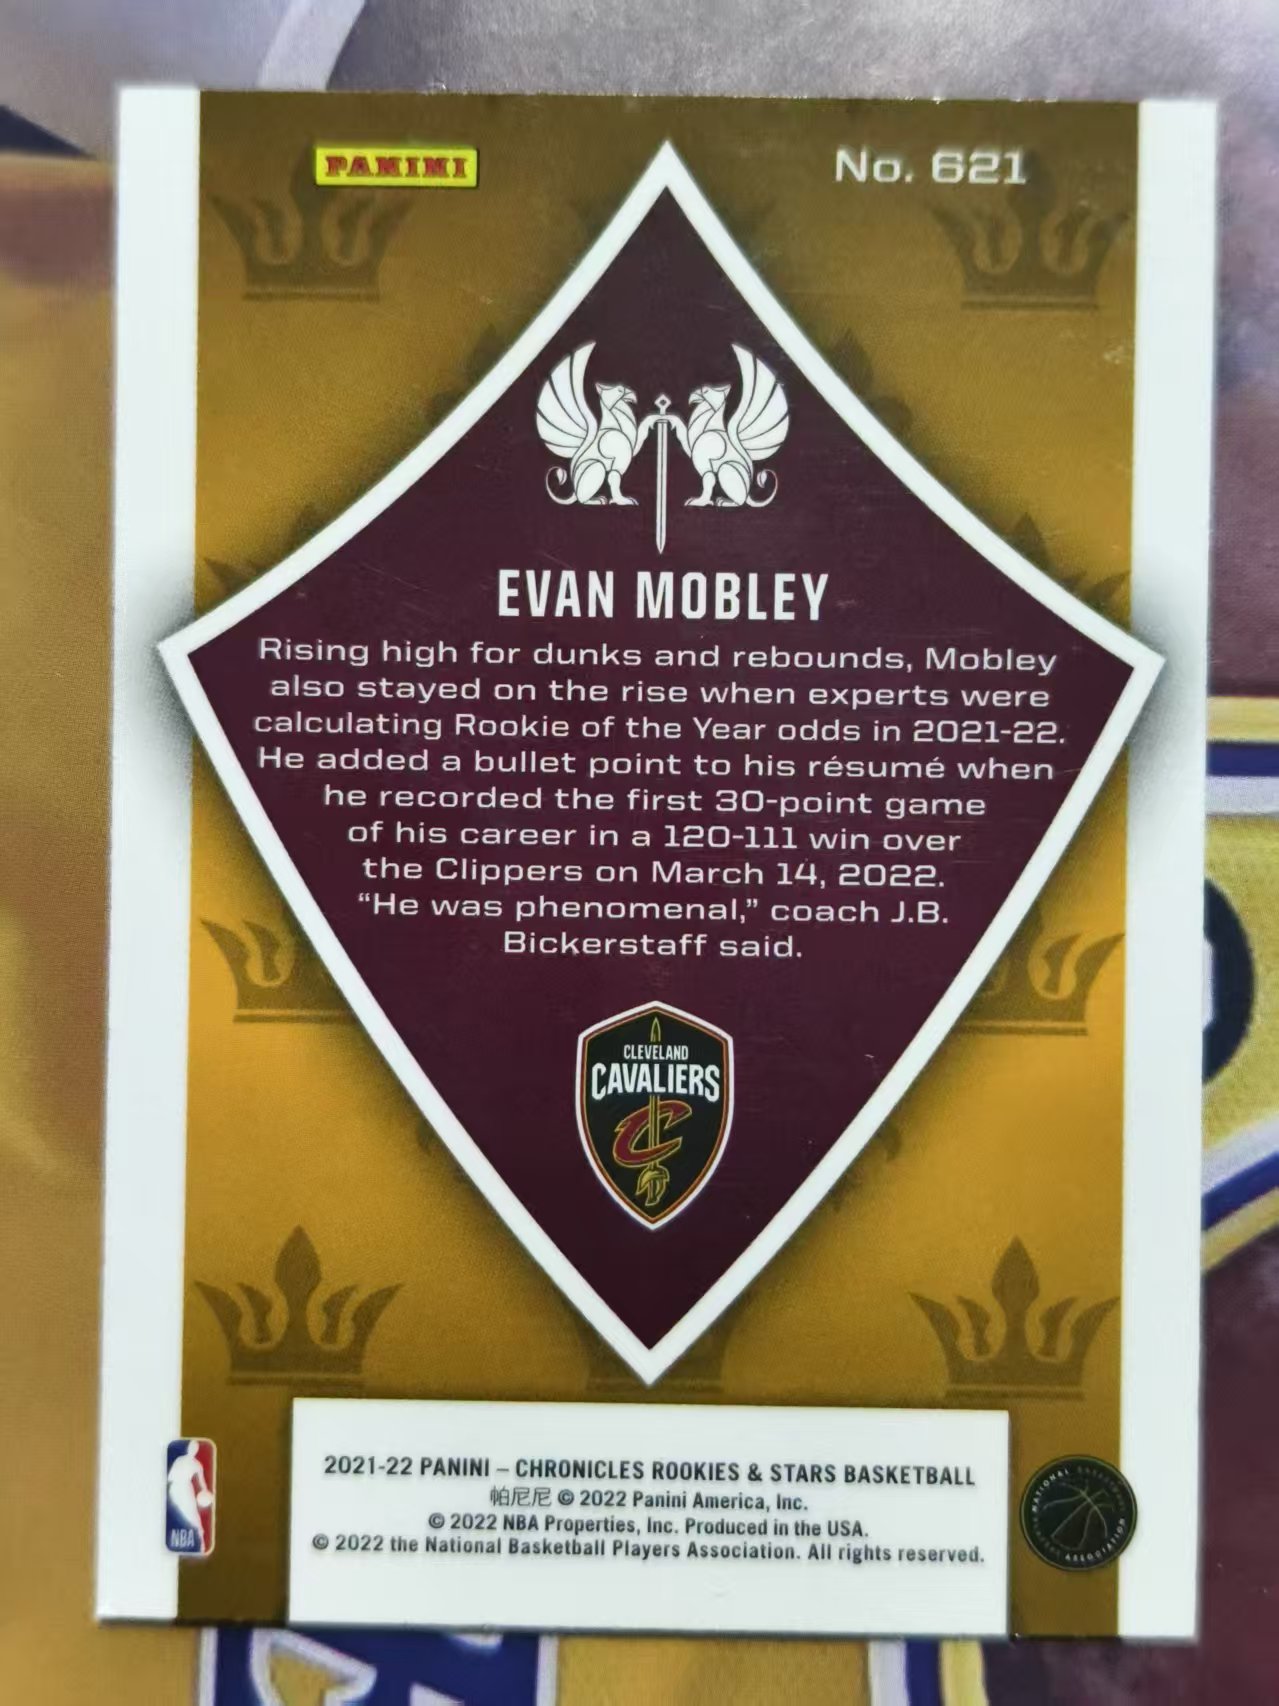 PANINI
No. 621
EVAN MOBLEY
Rising high for dunks and rebounds, Mobley
also stayed on the rise when experts were
calculating Rookie of the Year odds in 2021-22.
He added a bullet point to his résumé when
he recorded the first 30-point game
of his career in a 120-111 win over
the Clippers on March 14, 2022.
“He was phenomenal,” coach J.B.
Bickerstaff said.
CLEVELAND
CAVALIERS
C
2021-22 PANINI – CHRONICLES ROOKIES & STARS BASKETBALL
帕尼尼 © 2022 Panini America, Inc.
© 2022 NBA Properties, Inc. Produced in the USA.
© 2022 the National Basketball Players Association. All rights reserved.
NBA
NATIONAL BASKETBALL
ASSOCIATION